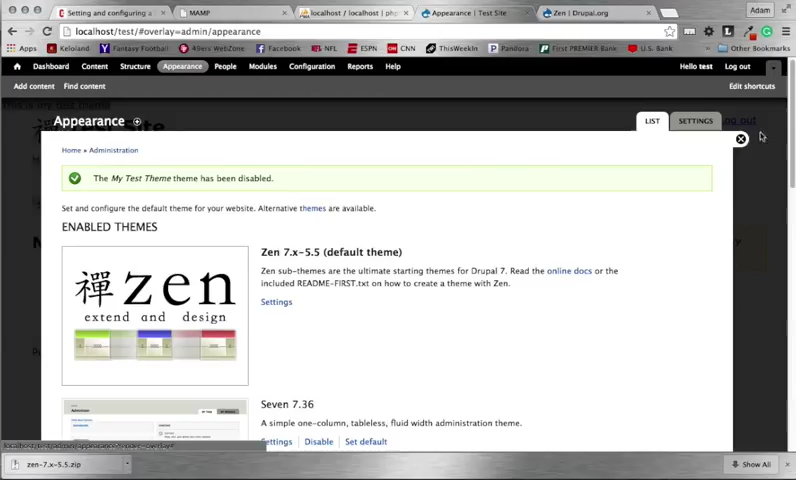 Setting and configuring a
MAMP
localhost / localhost | php
Appearance | Test Site
Zen | Drupal.org
Adam
localhost/test/#overlay=admin/appearance
Apps Keloland FamilySearch 49ers WebZone Facebook ESPN CNN ThisWeekIn Pandora First PREMIER Bank U.S. Bank Other Bookmarks
Dashboard Content Structure Appearance People Modules Configuration Reports Help Hello test Log out
Add content Find content Edit shortcuts
Appearance
LIST SETTINGS
Home » Administration
The My Test Theme theme has been disabled.
Set and configure the default theme for your website. Alternative themes are available.
ENABLED THEMES
禪zen
extend and design
Zen 7.x-5.5 (default theme)
Zen sub-themes are the ultimate starting themes for Drupal 7. Read the online docs or the
included README-FIRST.txt on how to create a theme with Zen.
Settings
Seven 7.36
A simple one-column, tableless, fluid width administration theme.
Settings Disable Set default
zen-7.x-5.5.zip
Show All